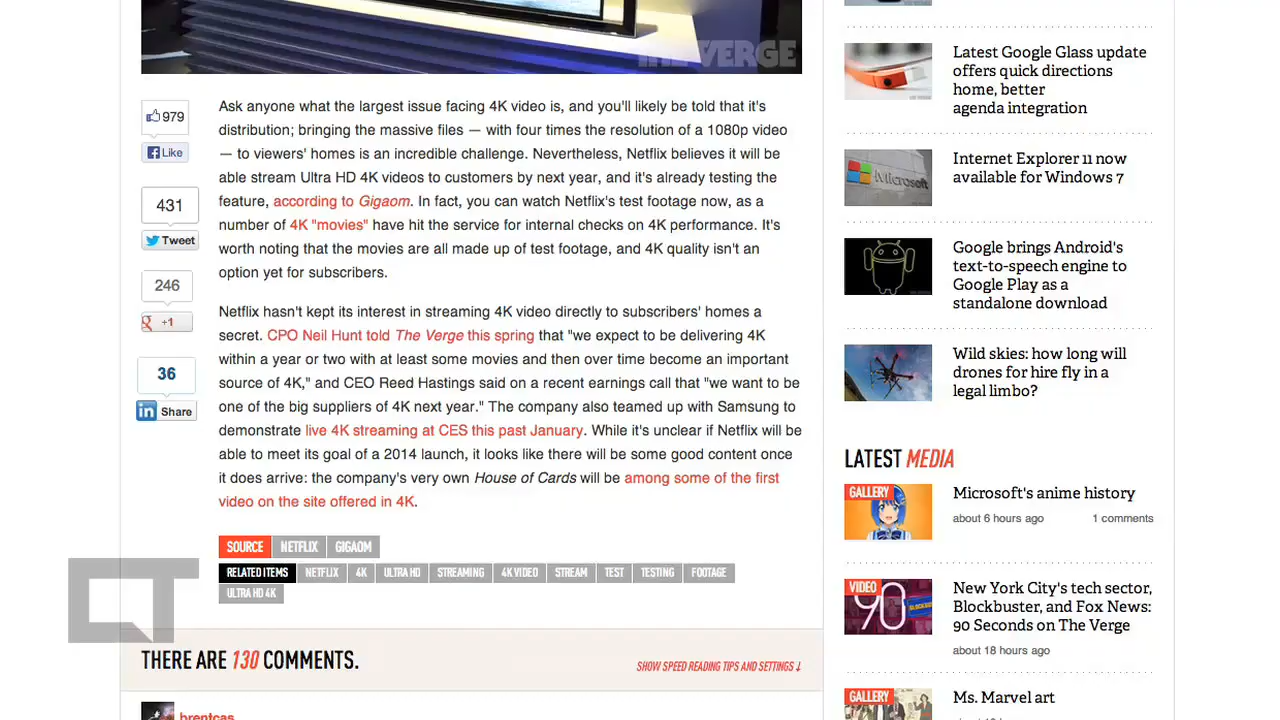 THE VERGE
979
Like
431
Tweet
246
+1
36
in Share
Ask anyone what the largest issue facing 4K video is, and you'll likely be told that it's
distribution; bringing the massive files — with four times the resolution of a 1080p video
— to viewers' homes is an incredible challenge. Nevertheless, Netflix believes it will be
able stream Ultra HD 4K videos to customers by next year, and it's already testing the
feature, according to Gigaom. In fact, you can watch Netflix's test footage now, as a
number of 4K "movies" have hit the service for internal checks on 4K performance. It's
worth noting that the movies are all made up of test footage, and 4K quality isn't an
option yet for subscribers.
Netflix hasn't kept its interest in streaming 4K video directly to subscribers' homes a
secret. CPO Neil Hunt told The Verge this spring that "we expect to be delivering 4K
within a year or two with at least some movies and then over time become an important
source of 4K," and CEO Reed Hastings said on a recent earnings call that "we want to be
one of the big suppliers of 4K next year." The company also teamed up with Samsung to
demonstrate live 4K streaming at CES this past January. While it's unclear if Netflix will be
able to meet its goal of a 2014 launch, it looks like there will be some good content once
it does arrive: the company's very own House of Cards will be among some of the first
video on the site offered in 4K.
SOURCE NETFLIX GIGAOM
RELATED ITEMS NETFLIX 4K ULTRA HD STREAMING 4K VIDEO STREAM TEST TESTING FOOTAGE
ULTRA HD 4K
THERE ARE 130 COMMENTS.
SHOW SPEED READING TIPS AND SETTINGS ↓
brentcas
Latest Google Glass update
offers quick directions
home, better
agenda integration
Microsoft
Internet Explorer 11 now
available for Windows 7
Google brings Android's
text-to-speech engine to
Google Play as a
standalone download
Wild skies: how long will
drones for hire fly in a
legal limbo?
LATEST MEDIA
GALLERY
Microsoft's anime history
about 6 hours ago 1 comments
VIDEO
90
New York City's tech sector,
Blockbuster, and Fox News:
90 Seconds on The Verge
about 18 hours ago
GALLERY
Ms. Marvel art